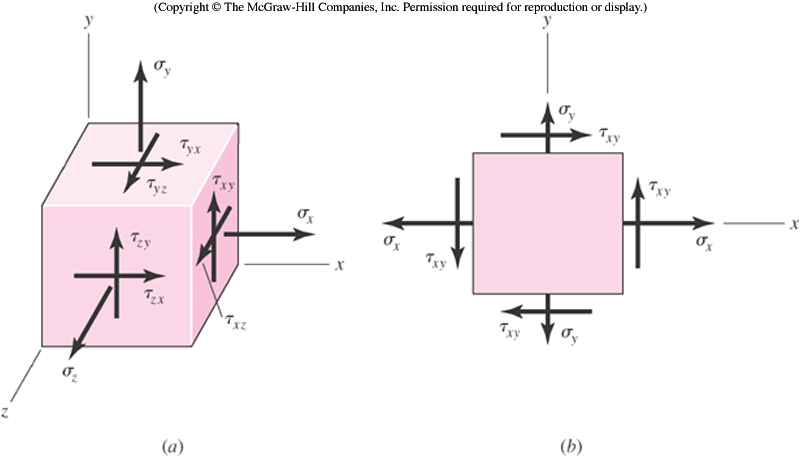 (Copyright © The McGraw-Hill Companies, Inc. Permission required for reproduction or display.)
y
σy
τyx
τyz
τxy
σx
τzy
x
τzx
τxz
σz
z
(a)
y
σy
τxy
τxy
x
σx
σx
τxy
τxy
σy
(b)